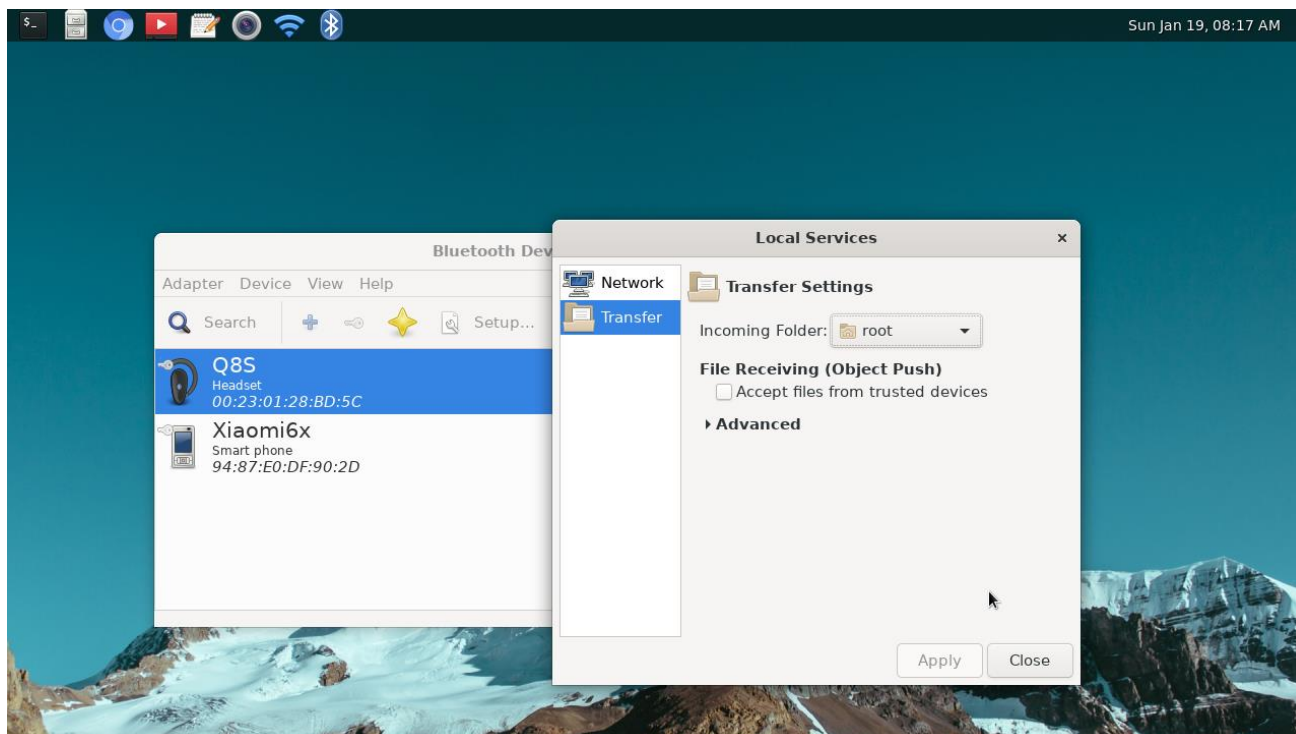 $_
Sun Jan 19, 08:17 AM
Bluetooth Dev
Adapter Device View Help
Search
Setup...
Q8S
Headset
00:23:01:28:BD:5C
Xiaomi6x
Smart phone
94:87:E0:DF:90:2D
Local Services
×
Network
Transfer
Transfer Settings
Incoming Folder: root
File Receiving (Object Push)
Accept files from trusted devices
Advanced
Apply Close